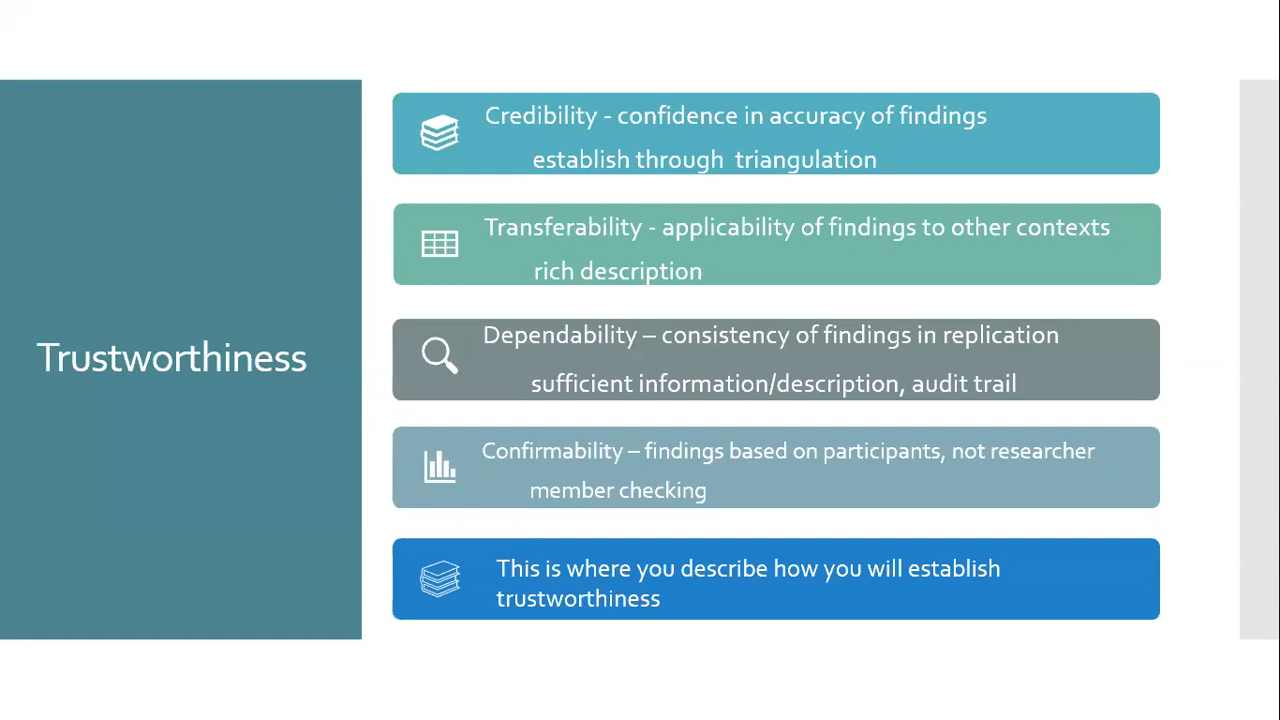 Trustworthiness
Credibility - confidence in accuracy of findings
establish through triangulation
Transferability - applicability of findings to other contexts
rich description
Dependability – consistency of findings in replication
sufficient information/description, audit trail
Confirmability – findings based on participants, not researcher
member checking
This is where you describe how you will establish
trustworthiness